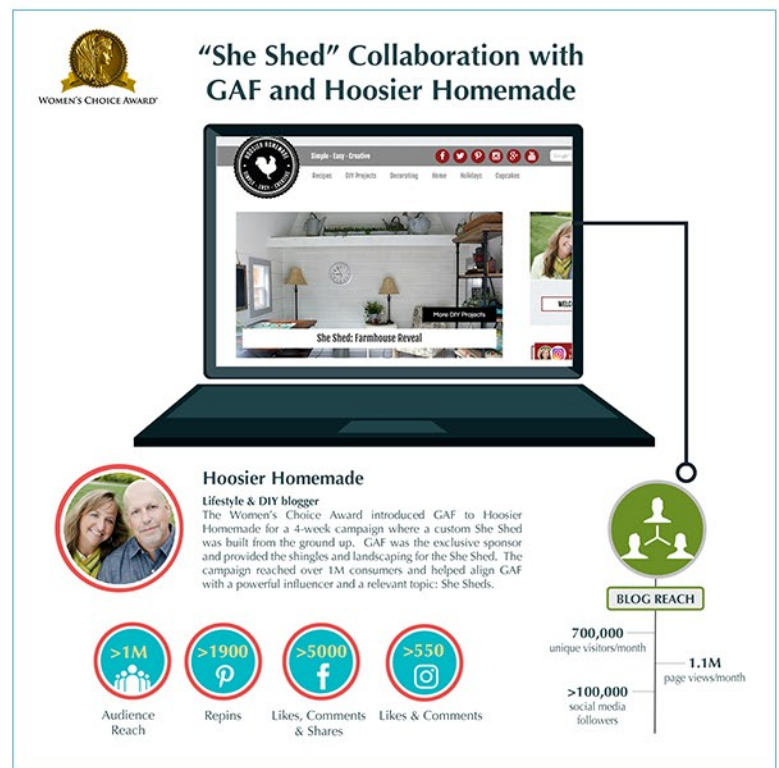 WOMEN'S CHOICE AWARD
“She Shed” Collaboration with
GAF and Hoosier Homemade
HOOSIER HOMEMADE
SIMPLE - EASY - CREATIVE
Simple - Easy - Creative
Recipes DIY Projects Decorating Home Holidays Cupcakes
More DIY Projects
She Shed: Farmhouse Reveal
WELC
Hoosier Homemade
Lifestyle & DIY blogger
The Women's Choice Award introduced GAF to Hoosier
Homemade for a 4-week campaign where a custom She Shed
was built from the ground up. GAF was the exclusive sponsor
and provided the shingles and landscaping for the She Shed. The
campaign reached over 1M consumers and helped align GAF
with a powerful influencer and a relevant topic: She Sheds.
>1M
Audience
Reach
>1900
Repins
>5000
Likes, Comments
& Shares
>550
Likes & Comments
BLOG REACH
700,000
unique visitors/month
1.1M
page views/month
>100,000
social media
followers